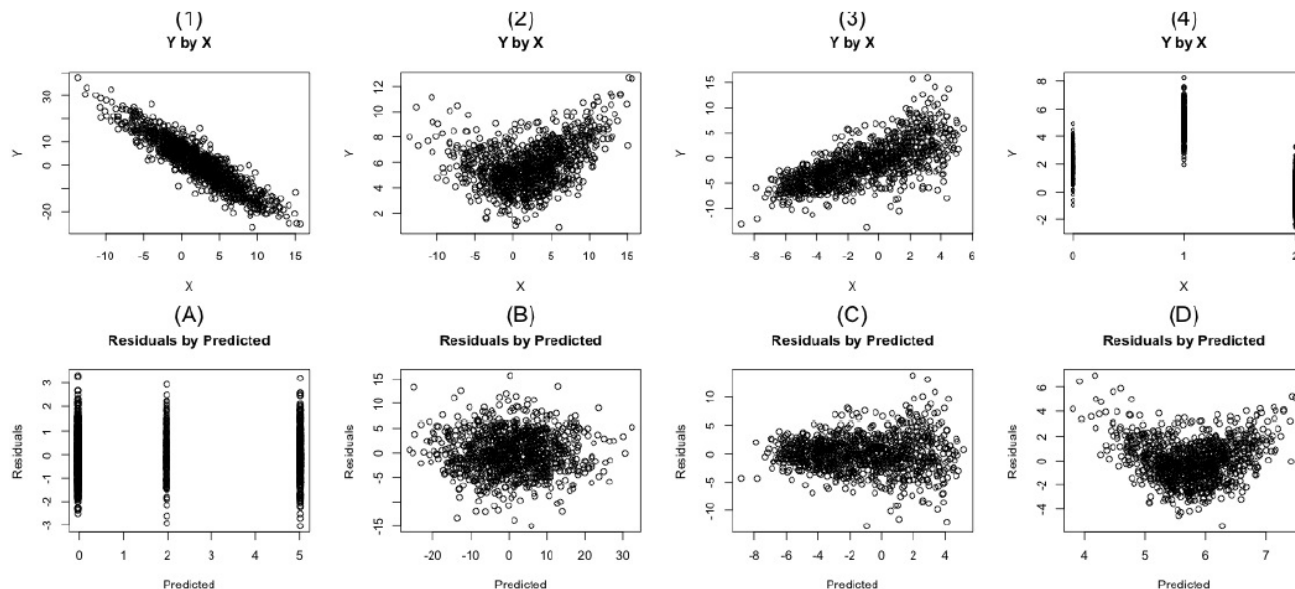 (1)
Y by X
Y
30
10
0
-20
-10 -5 0 5 10 15
X
(2)
Y by X
Y
12
10
8
6
4
2
-10 -5 0 5 10 15
X
(3)
Y by X
Y
15
10
5
0
-5
-10
-8 -6 -4 -2 0 2 4 6
X
(4)
Y by X
Y
8
6
4
2
0
-2
0 1 2
X
(A)
Residuals by Predicted
Residuals
3
2
1
0
-1
-2
-3
0 1 2 3 4 5
Predicted
(B)
Residuals by Predicted
Residuals
15
5
0
-5
-15
-20 -10 0 10 20 30
Predicted
(C)
Residuals by Predicted
Residuals
10
5
0
-5
-10
-8 -6 -4 -2 0 2 4
Predicted
(D)
Residuals by Predicted
Residuals
6
4
2
0
-2
-4
4 5 6 7
Predicted